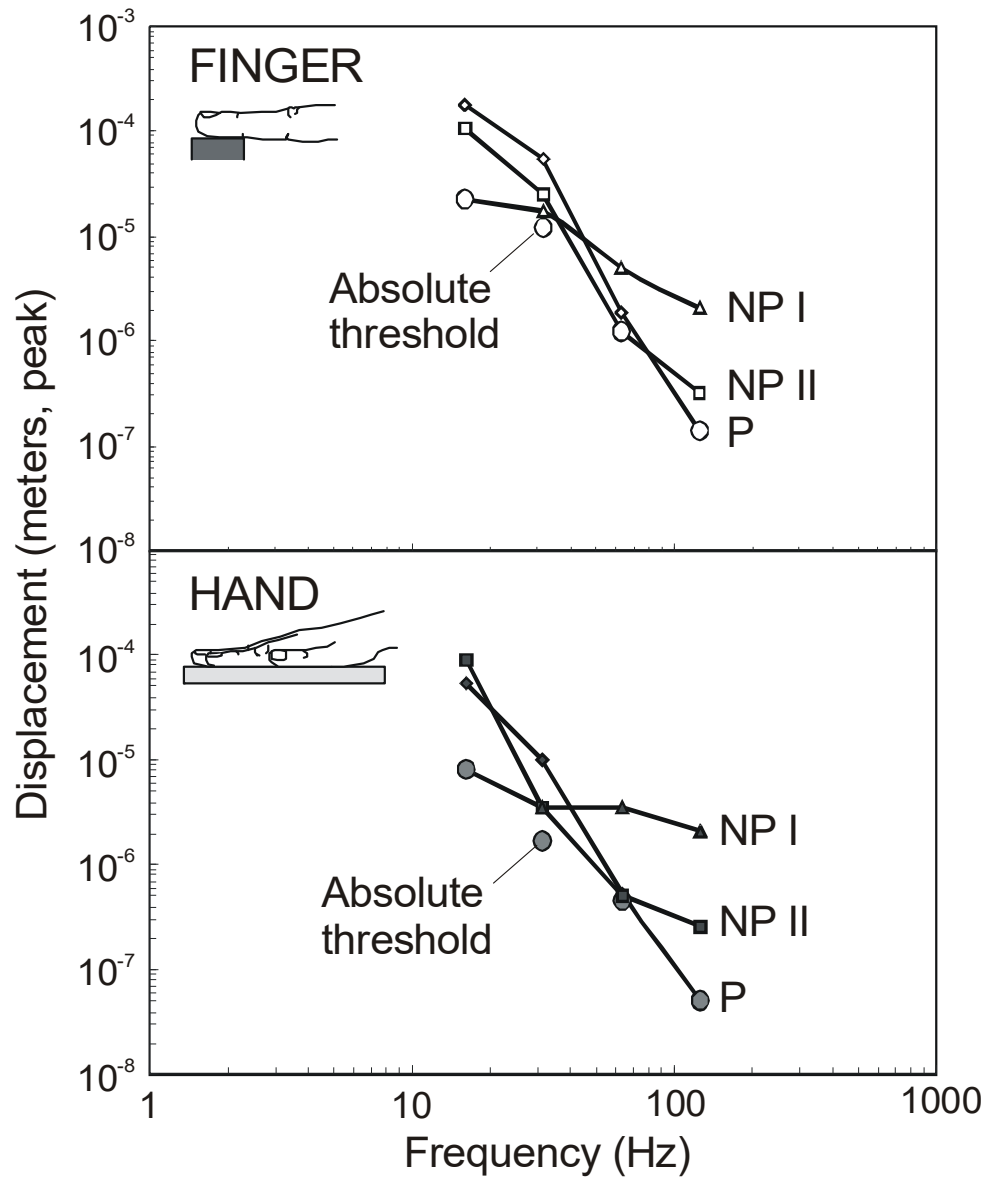 10-3
FINGER
10-4
10-5
Absolute
threshold
NP I
10-6
NP II
P
10-7
10-8
Displacement (meters, peak)
HAND
10-4
10-5
NP I
10-6
Absolute
threshold
NP II
10-7
P
10-8
1
10
100
1000
Frequency (Hz)